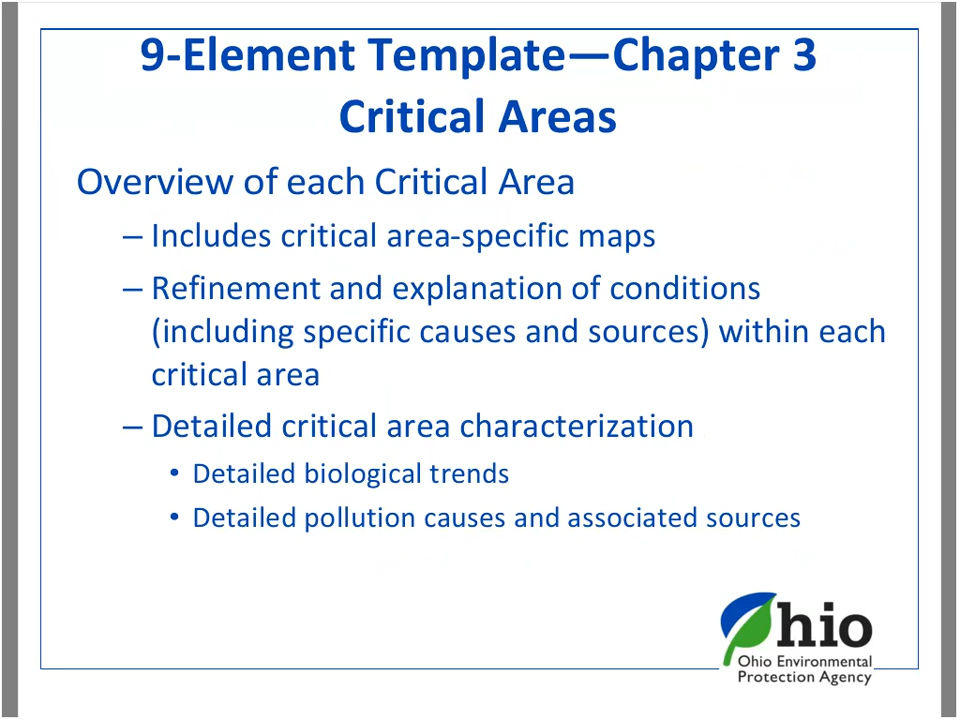 9-Element Template—Chapter 3
Critical Areas
Overview of each Critical Area
– Includes critical area-specific maps
– Refinement and explanation of conditions
(including specific causes and sources) within each
critical area
– Detailed critical area characterization
• Detailed biological trends
• Detailed pollution causes and associated sources
Ohio
Ohio Environmental
Protection Agency